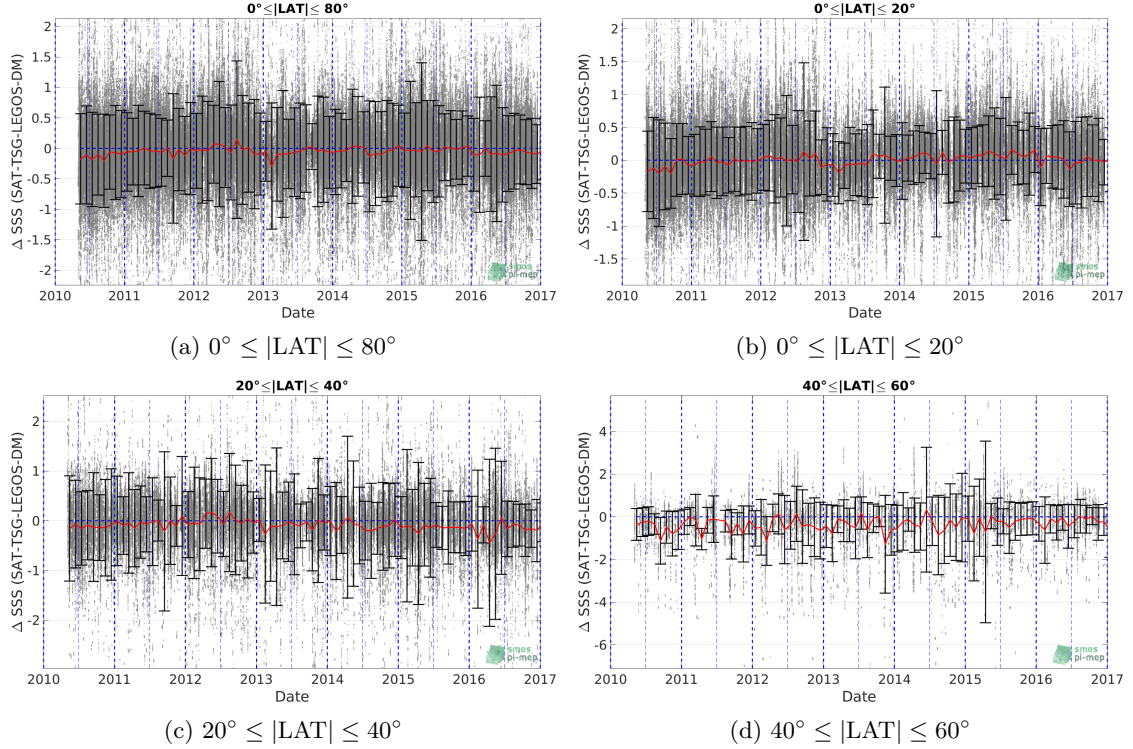 0°≤|LAT|≤ 80°
Δ SSS (SAT-TSG-LEGOS-DM)
2
1.5
1
0.5
0
-0.5
-1
-1.5
-2
smos
pi-mep
2010 2011 2012 2013 2014 2015 2016 2017
Date
(a) 0° ≤ |LAT| ≤ 80°
0°≤|LAT|≤ 20°
Δ SSS (SAT-TSG-LEGOS-DM)
2
1.5
1
0.5
0
-0.5
-1
-1.5
smos
pi-mep
2010 2011 2012 2013 2014 2015 2016 2017
Date
(b) 0° ≤ |LAT| ≤ 20°
20°≤|LAT|≤ 40°
Δ SSS (SAT-TSG-LEGOS-DM)
2
1
0
-1
-2
smos
pi-mep
2010 2011 2012 2013 2014 2015 2016 2017
Date
(c) 20° ≤ |LAT| ≤ 40°
40°≤|LAT|≤ 60°
Δ SSS (SAT-TSG-LEGOS-DM)
4
2
0
-2
-4
-6
smos
pi-mep
2010 2011 2012 2013 2014 2015 2016 2017
Date
(d) 40° ≤ |LAT| ≤ 60°